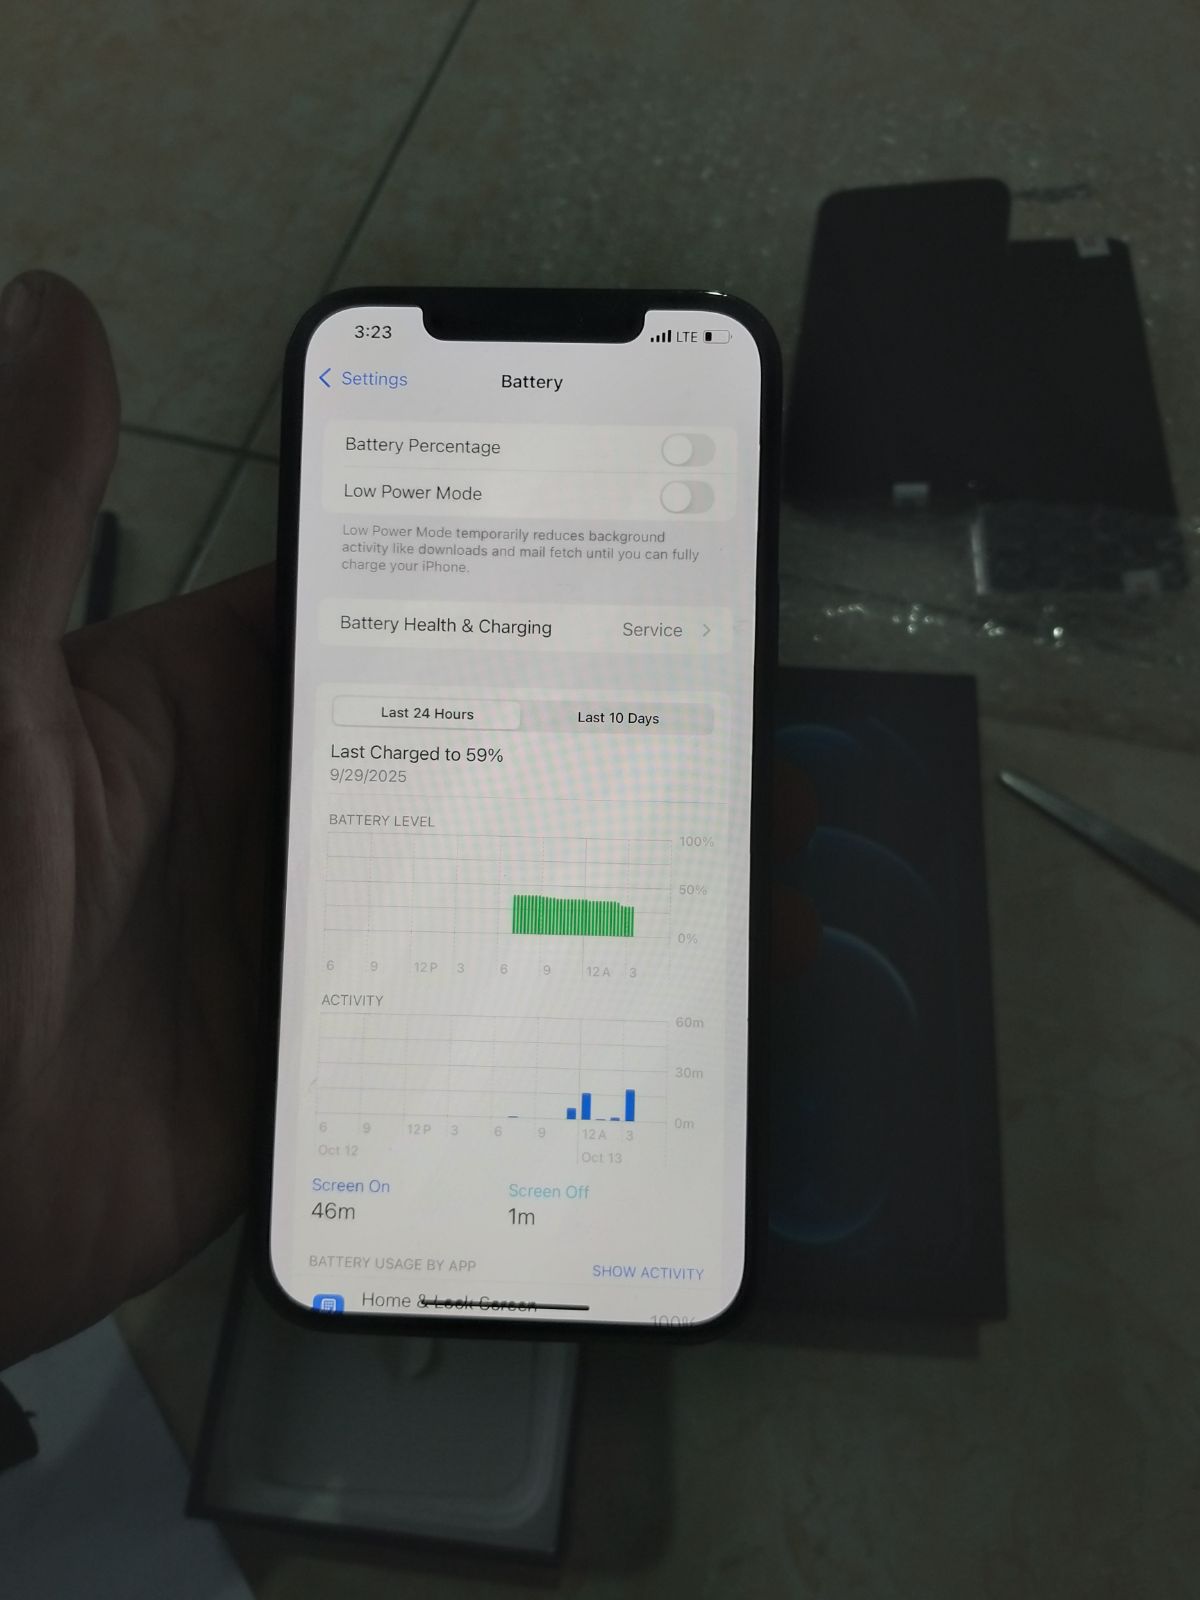 3:23
LTE
Settings
Battery
Battery Percentage
Low Power Mode
Low Power Mode temporarily reduces background
activity like downloads and mail fetch until you can fully
charge your iPhone.
Battery Health & Charging Service
Last 24 Hours Last 10 Days
Last Charged to 59%
9/29/2025
BATTERY LEVEL
100%
50%
0%
6 9 12 P 3 6 9 12 A 3
ACTIVITY
60m
30m
0m
6 9 12 P 3 6 9 12 A 3
Oct 12 Oct 13
Screen On Screen Off
46m 1m
BATTERY USAGE BY APP SHOW ACTIVITY
Home & Lock Screen
100%